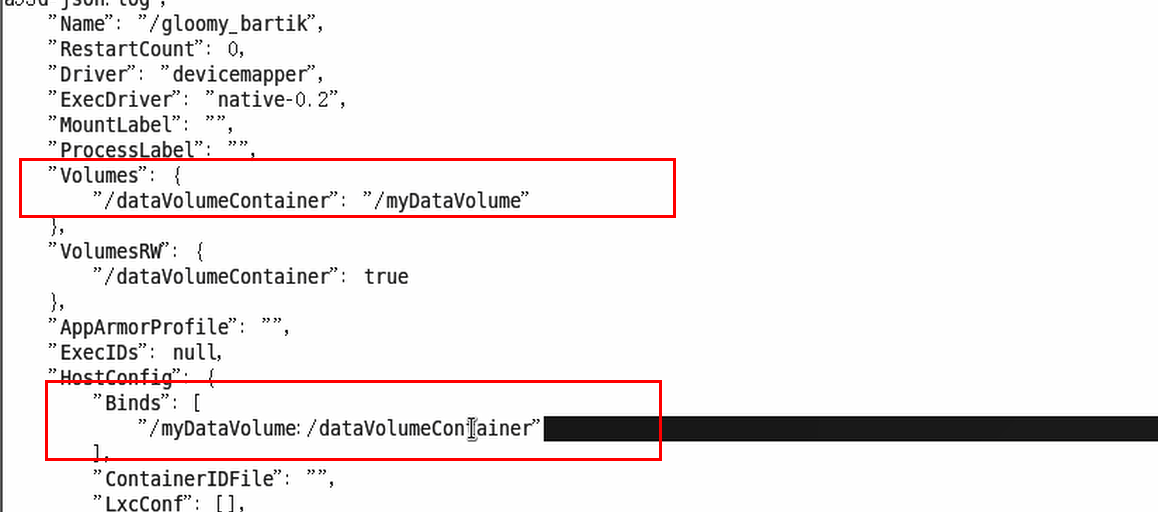 a93d-json.log",
"Name": "/gloomy_bartik",
"RestartCount": 0,
"Driver": "devicemapper",
"ExecDriver": "native-0.2",
"MountLabel": "",
"ProcessLabel": "",
"Volumes": {
"/dataVolumeContainer": "/myDataVolume"
},
"VolumesRW": {
"/dataVolumeContainer": true
},
"AppArmorProfile": "",
"ExecIDs": null,
"HostConfig": {
"Binds": [
"/myDataVolume:/dataVolumeContainer"
],
"ContainerIDFile": "",
"LxcConf": [],